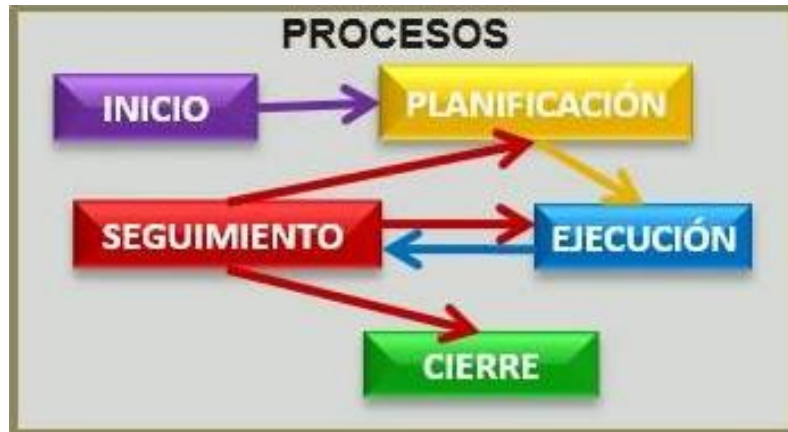 PROCESOS
INICIO
PLANIFICACIÓN
SEGUIMIENTO
EJECUCIÓN
CIERRE